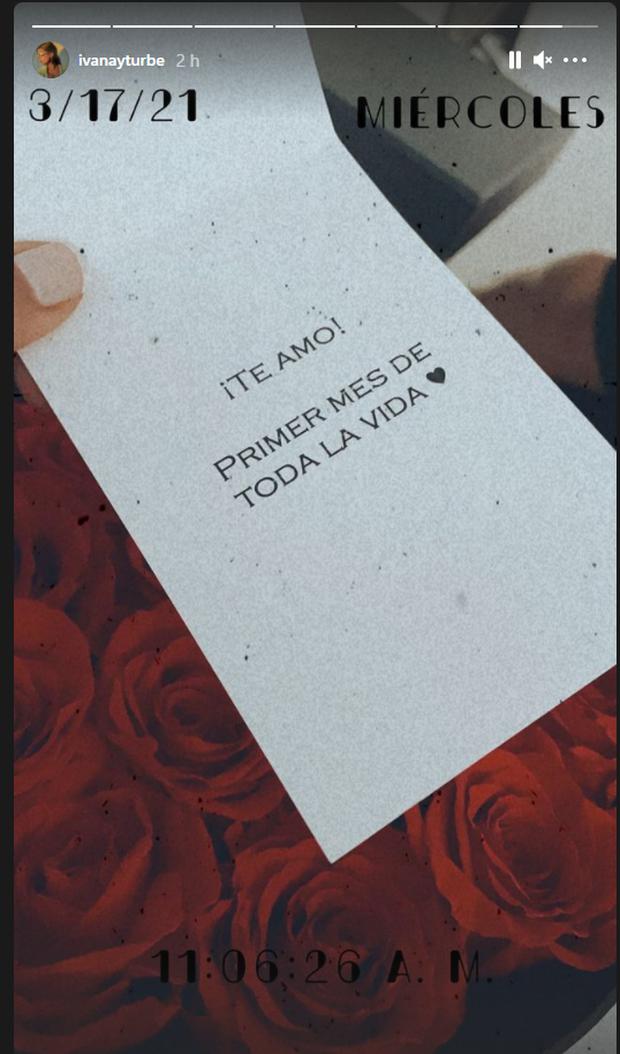 ivanayturbe 2 h
3/17/21 MIÉRCOLES
¡TE AMO!
PRIMER MES DE
TODA LA VIDA ♥
11:06:26 A. M.